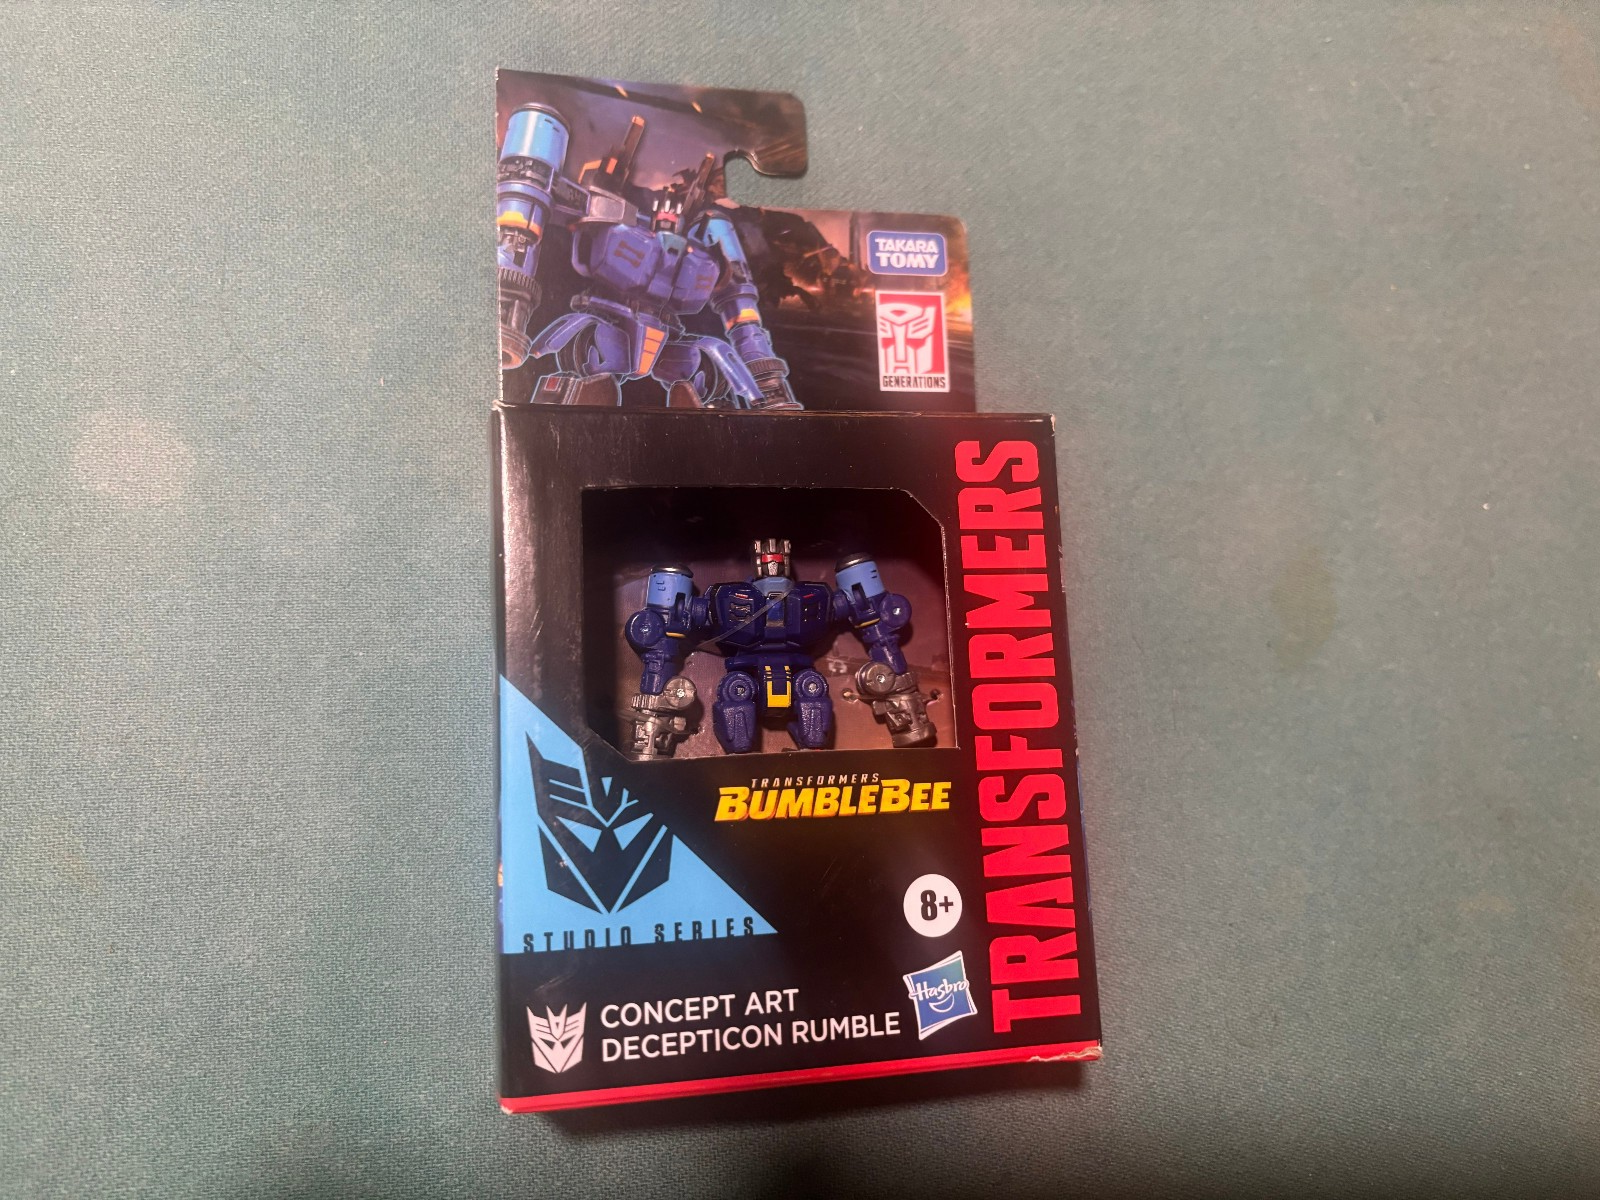 TAKARA
TOMY
GENERATIONS
TRANSFORMERS
TRANSFORMERS
BUMBLEBEE
8+
STUDIO SERIES
Hasbro
CONCEPT ART
DECEPTICON RUMBLE